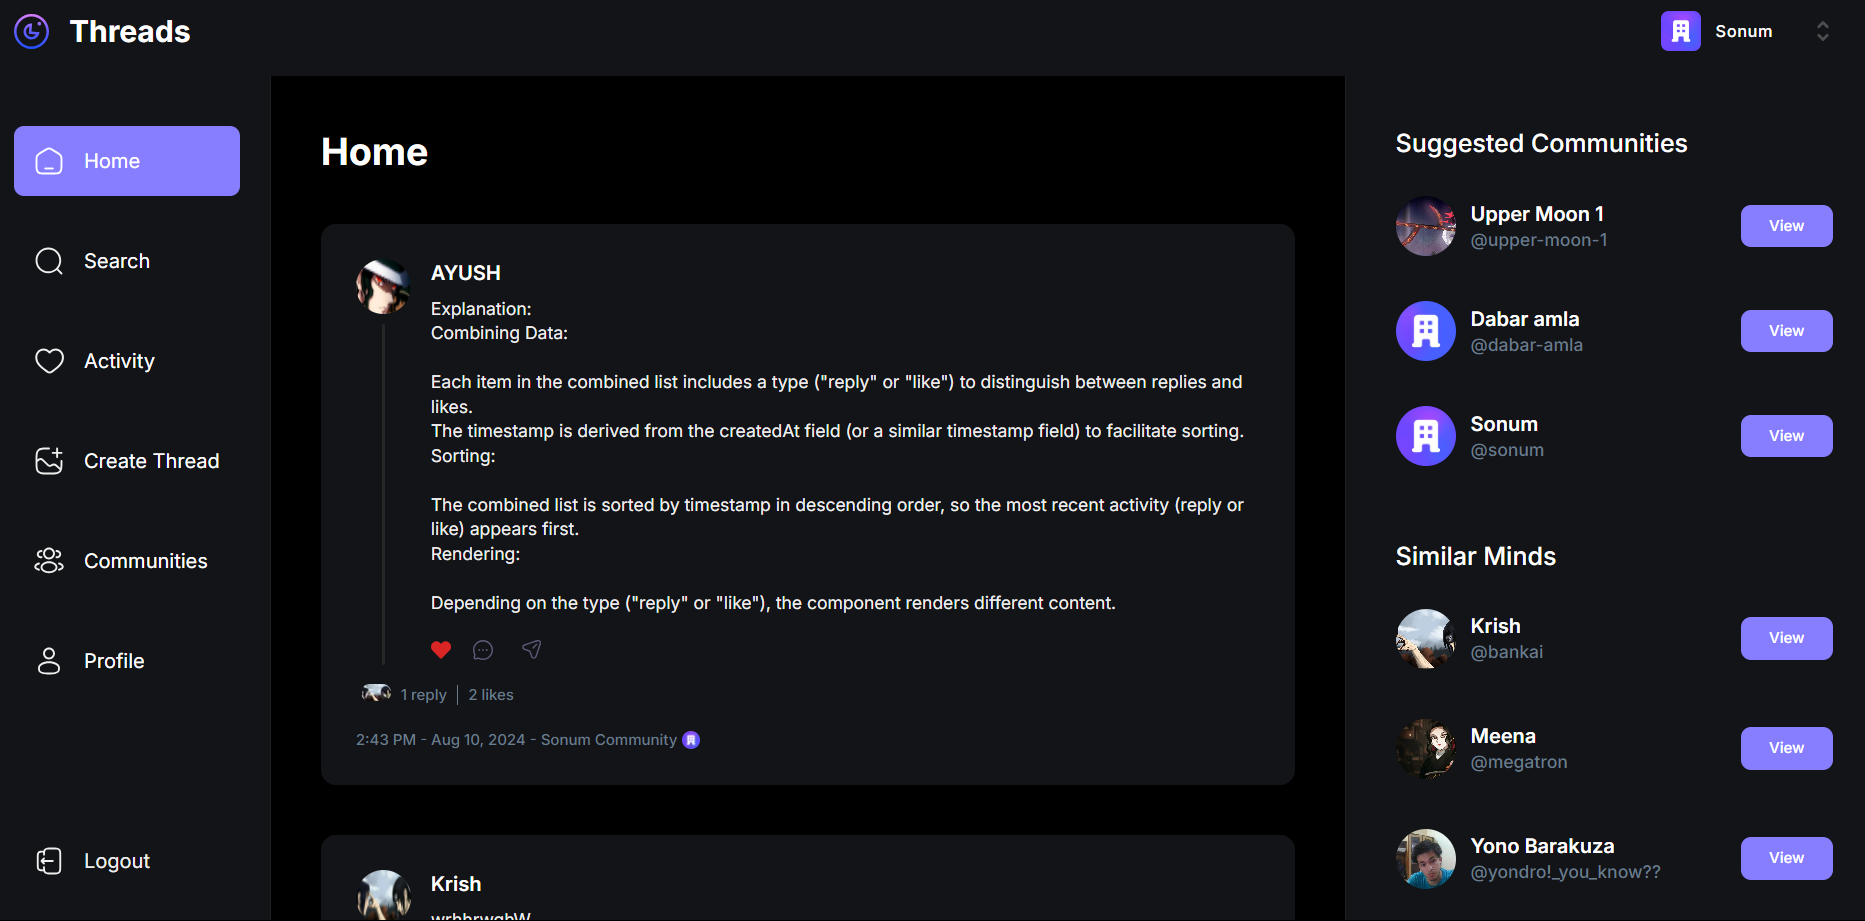 Threads
Sonum
Home
Search
Activity
Create Thread
Communities
Profile
Logout
Home
AYUSH
Explanation:
Combining Data:
Each item in the combined list includes a type ("reply" or "like") to distinguish between replies and
likes.
The timestamp is derived from the createdAt field (or a similar timestamp field) to facilitate sorting.
Sorting:
The combined list is sorted by timestamp in descending order, so the most recent activity (reply or
like) appears first.
Rendering:
Depending on the type ("reply" or "like"), the component renders different content.
1 reply | 2 likes
2:43 PM - Aug 10, 2024 - Sonum Community
Krish
Suggested Communities
Upper Moon 1
@upper-moon-1
View
Dabar amla
@dabar-amla
View
Sonum
@sonum
View
Similar Minds
Krish
@bankai
View
Meena
@megatron
View
Yono Barakuza
@yondro!_you_know??
View